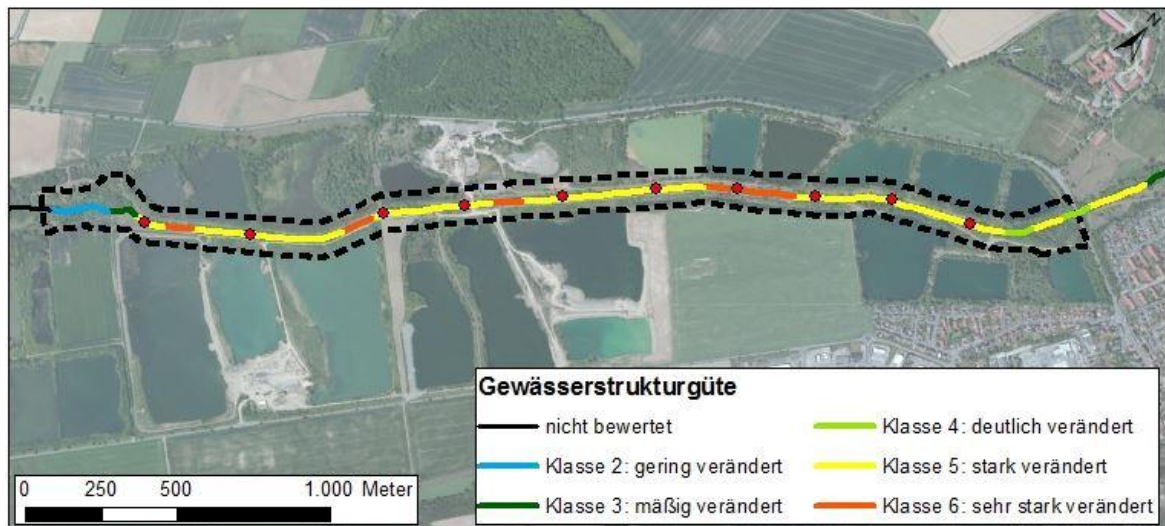 N
Gewässerstrukturgüte
nicht bewertet
Klasse 4: deutlich verändert
Klasse 2: gering verändert
Klasse 5: stark verändert
Klasse 3: mäßig verändert
Klasse 6: sehr stark verändert
0 250 500 1.000 Meter